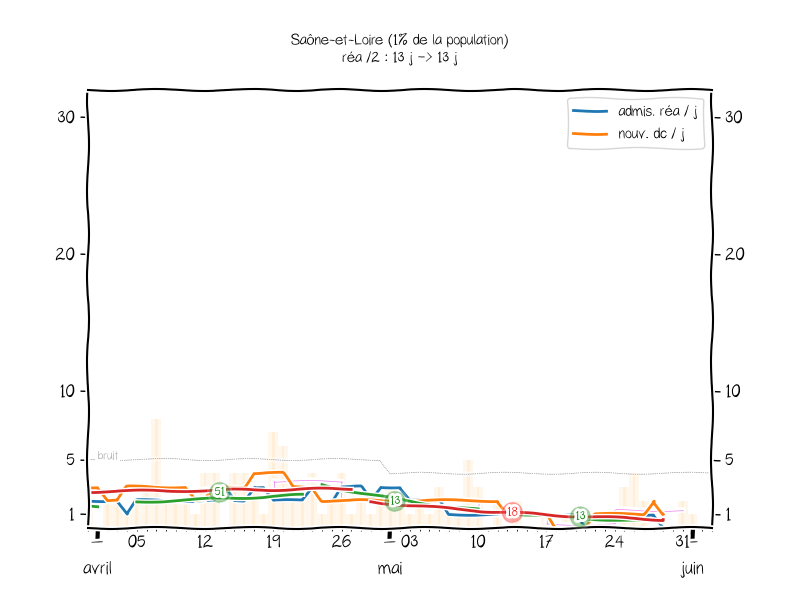 Saône-et-Loire (1% de la population)
réa /2 : 13 j -> 13 j
admis. réa / j
nouv. dc / j
30 30
20 20
10 10
5 bruit 5
51 13 18 13
1 1
05 12 19 26 03 10 17 24 31
avril mai juin